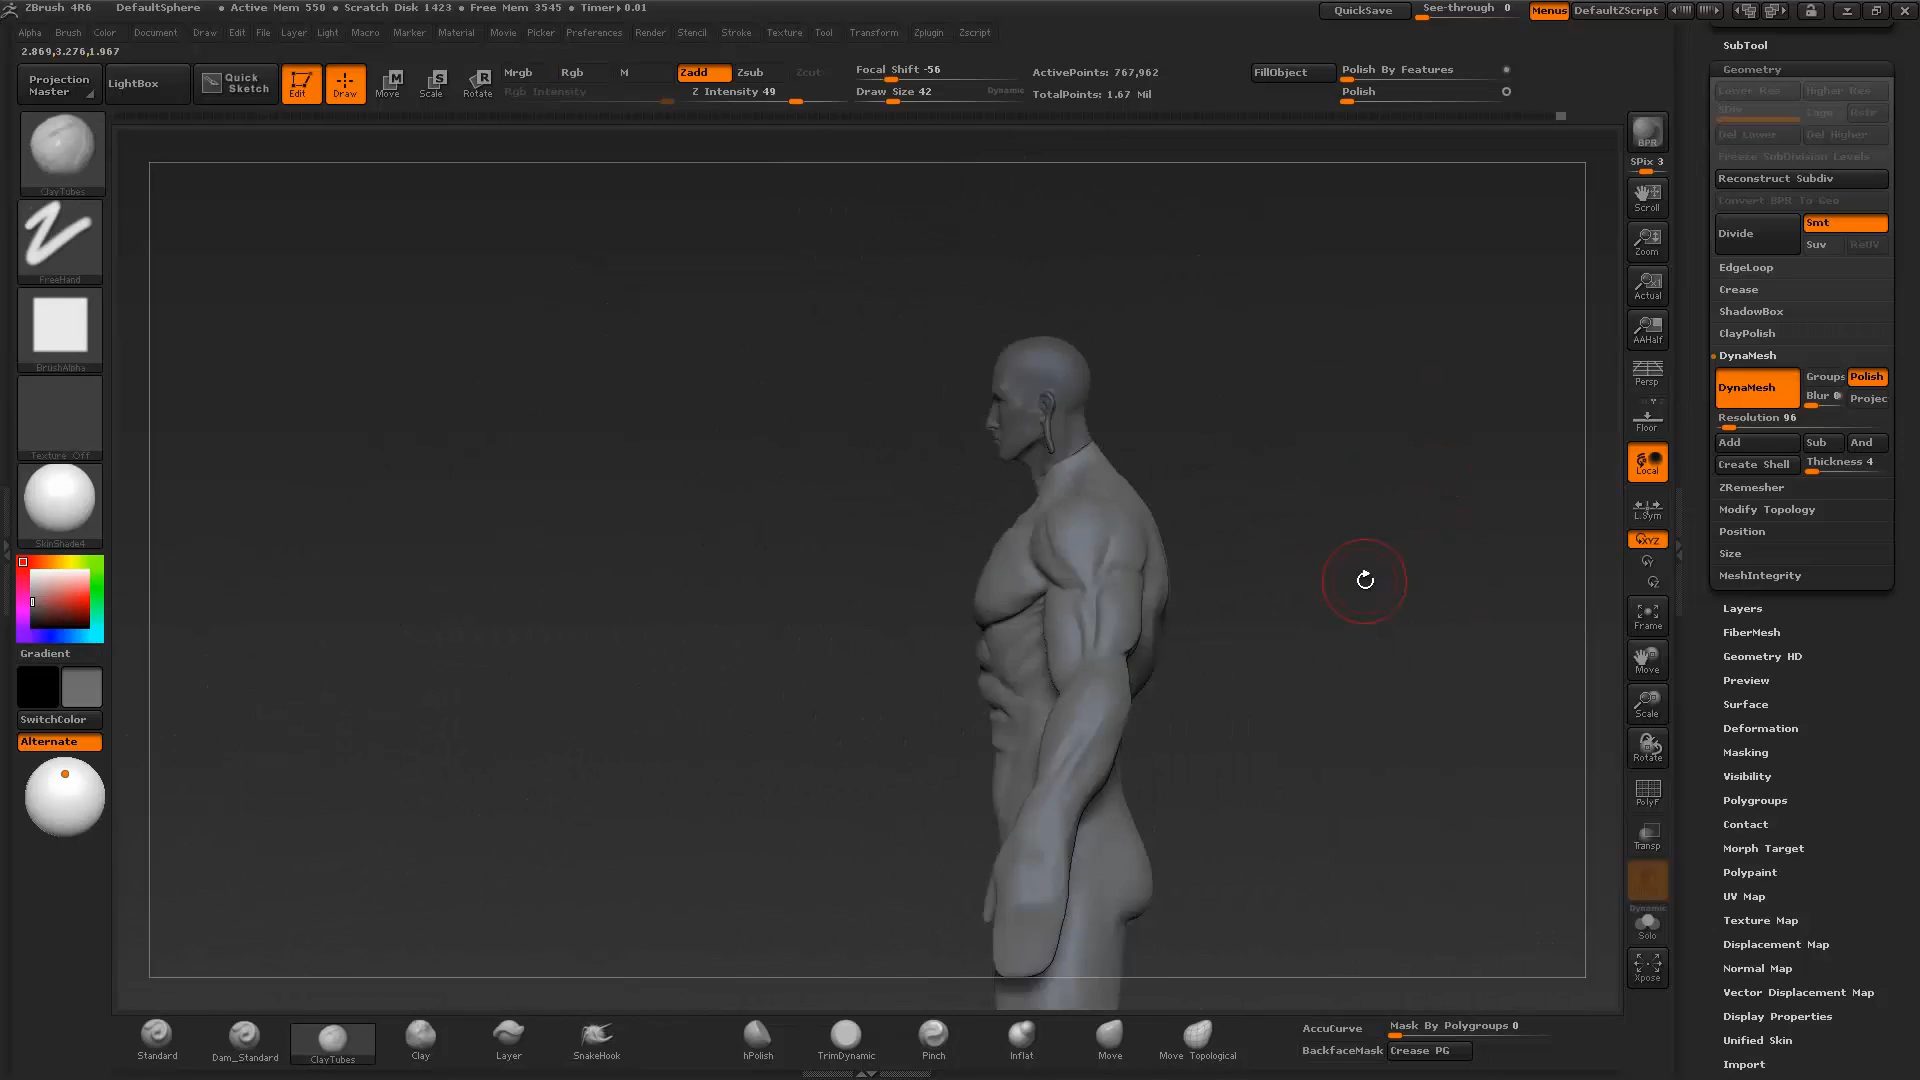 ZBrush 4R6 DefaultSphere • Active Mem 550 • Scratch Disk 1423 • Free Mem 3545 • Timer▸0.01
QuickSave See-through 0 Menus DefaultZScript
Alpha Brush Color Document Draw Edit File Layer Light Macro Marker Material Movie Picker Preferences Render Stencil Stroke Texture Tool Transform Zplugin Zscript
2.869,3.276,1.967
Projection Master
LightBox
Quick Sketch
Edit
Draw
Move
Scale
Rotate
Mrgb Rgb M
Rgb Intensity
Zadd Zsub Zcut
Z Intensity 49
Focal Shift -56
Draw Size 42 Dynamic
ActivePoints: 767,962
TotalPoints: 1.67 Mil
FillObject
Polish By Features
Polish
ClayTubes
FreeHand
BrushAlpha
Texture Off
SkinShade4
Gradient
SwitchColor
Alternate
BPR
SPix 3
Scroll
Zoom
Actual
AAHalf
Persp
Floor
Local
L.Sym
XYZ
Y
Z
Frame
Move
Scale
Rotate
PolyF
Transp
Dynamic
Solo
Xpose
SubTool
Geometry
Lower Res Higher Res
SDiv Cage Rstr
Del Lower Del Higher
Freeze SubDivision Levels
Reconstruct Subdiv
Convert BPR To Geo
Divide
Smt
Suv ReUV
EdgeLoop
Crease
ShadowBox
ClayPolish
DynaMesh
DynaMesh
Groups Polish
Blur 0 Projec
Resolution 96
Add Sub And
Create Shell Thickness 4
ZRemesher
Modify Topology
Position
Size
MeshIntegrity
Layers
FiberMesh
Geometry HD
Preview
Surface
Deformation
Masking
Visibility
Polygroups
Contact
Morph Target
Polypaint
UV Map
Texture Map
Displacement Map
Normal Map
Vector Displacement Map
Display Properties
Unified Skin
Import
Standard
Dam_Standard
ClayTubes
Clay
Layer
SnakeHook
hPolish
TrimDynamic
Pinch
Inflat
Move
Move Topological
AccuCurve
BackfaceMask
Mask By Polygroups 0
Crease PG